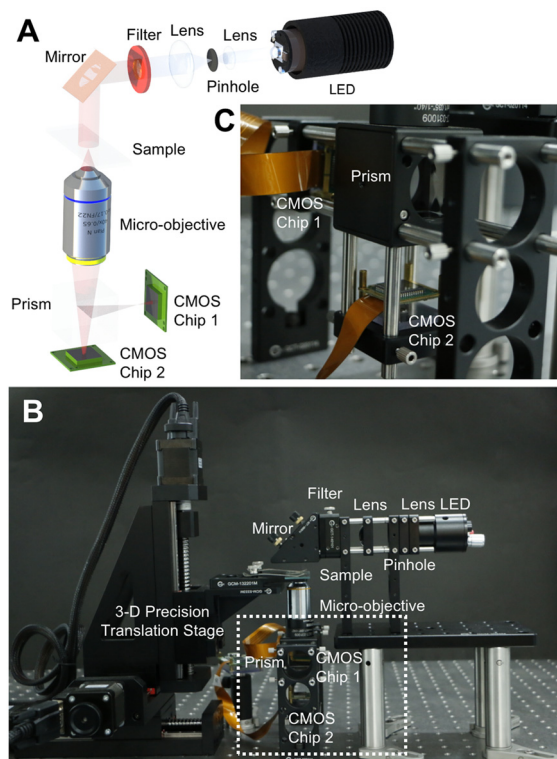 A
Filter
Lens
Lens
Mirror
Pinhole
LED
Sample
Micro-objective
Prism
CMOS
Chip 1
CMOS
Chip 2
C
Prism
CMOS
Chip 1
CMOS
Chip 2
B
Filter
Lens
Lens LED
Mirror
Sample
Pinhole
GCM-132201M
Micro-objective
3-D Precision
Translation Stage
Prism
CMOS
Chip 1
CMOS
Chip 2